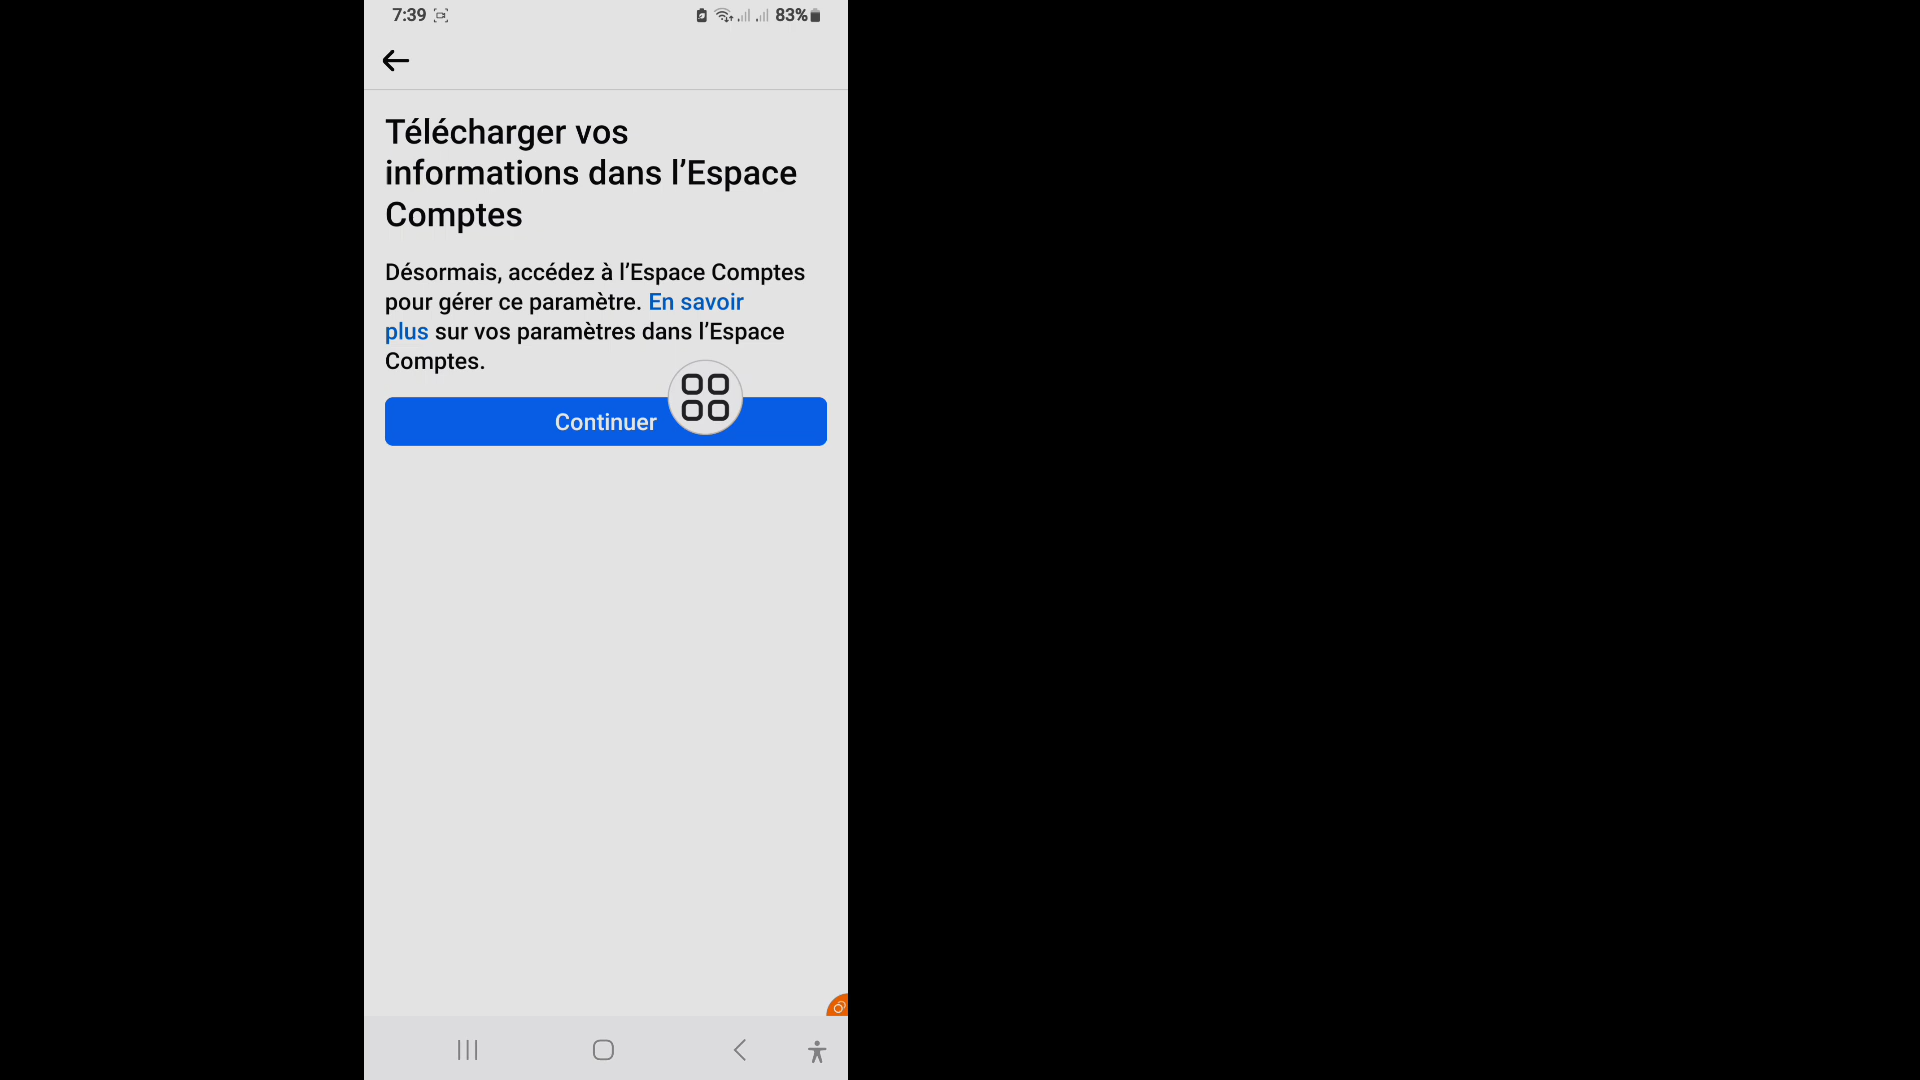 7:39
83%
Télécharger vos
informations dans l’Espace
Comptes
Désormais, accédez à l’Espace Comptes
pour gérer ce paramètre. En savoir
plus sur vos paramètres dans l’Espace
Comptes.
Continuer